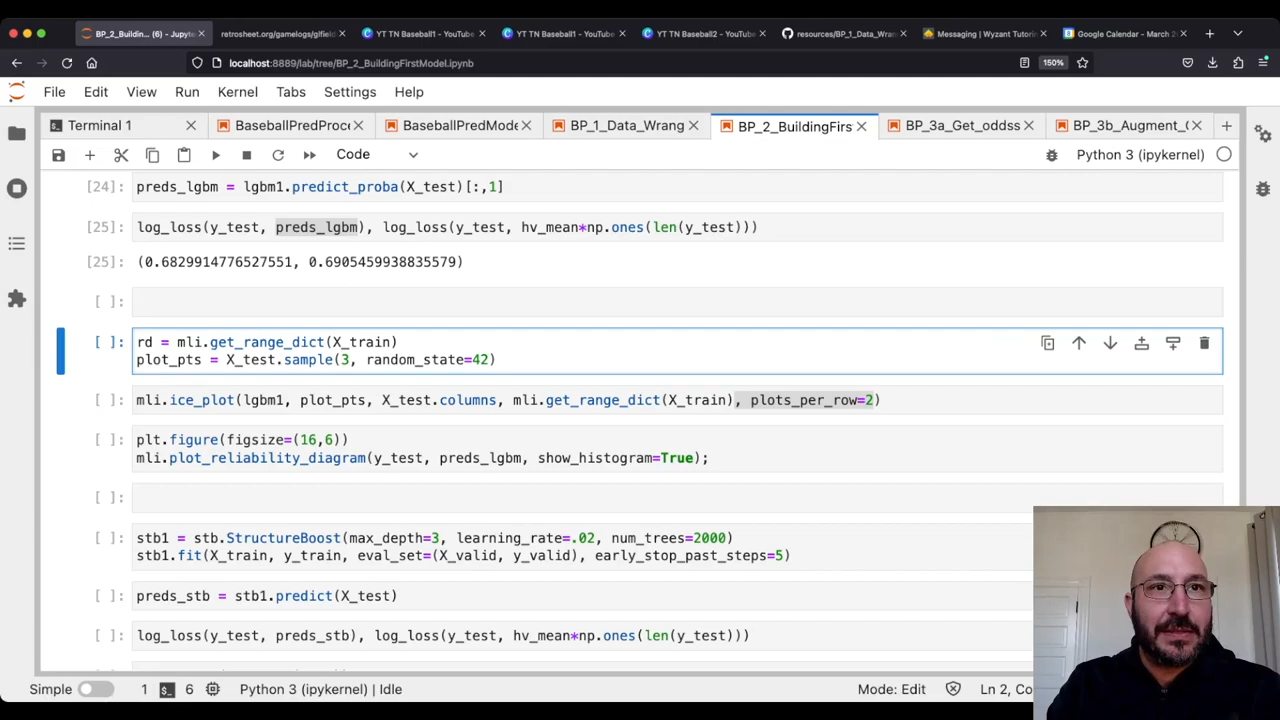 BP_2_Buildin... (6) - Jupyte
retrosheet.org/gamelogs/glfield
YT TN Baseball1 - YouTube
YT TN Baseball1 - YouTube
YT TN Baseball2 - YouTube
resources/BP_1_Data_Wran
Messaging | Wyzant Tutorin
Google Calendar - March 2
localhost:8889/lab/tree/BP_2_BuildingFirstModel.ipynb
150%
File Edit View Run Kernel Tabs Settings Help
Terminal 1
BaseballPredProc
BaseballPredMode
BP_1_Data_Wrang
BP_2_BuildingFirs
BP_3a_Get_oddss
BP_3b_Augment_
Code
Python 3 (ipykernel)
[24]: preds_lgbm = lgbm1.predict_proba(X_test)[:,1]
[25]: log_loss(y_test, preds_lgbm), log_loss(y_test, hv_mean*np.ones(len(y_test)))
[25]: (0.6829914776527551, 0.6905459938835579)
[ ]:
[ ]: rd = mli.get_range_dict(X_train)
plot_pts = X_test.sample(3, random_state=42)
[ ]: mli.ice_plot(lgbm1, plot_pts, X_test.columns, mli.get_range_dict(X_train), plots_per_row=2)
[ ]: plt.figure(figsize=(16,6))
mli.plot_reliability_diagram(y_test, preds_lgbm, show_histogram=True);
[ ]:
[ ]: stb1 = stb.StructureBoost(max_depth=3, learning_rate=.02, num_trees=2000)
stb1.fit(X_train, y_train, eval_set=(X_valid, y_valid), early_stop_past_steps=5)
[ ]: preds_stb = stb1.predict(X_test)
[ ]: log_loss(y_test, preds_stb), log_loss(y_test, hv_mean*np.ones(len(y_test)))
Simple 1 6 Python 3 (ipykernel) | Idle
Mode: Edit
Ln 2, Co